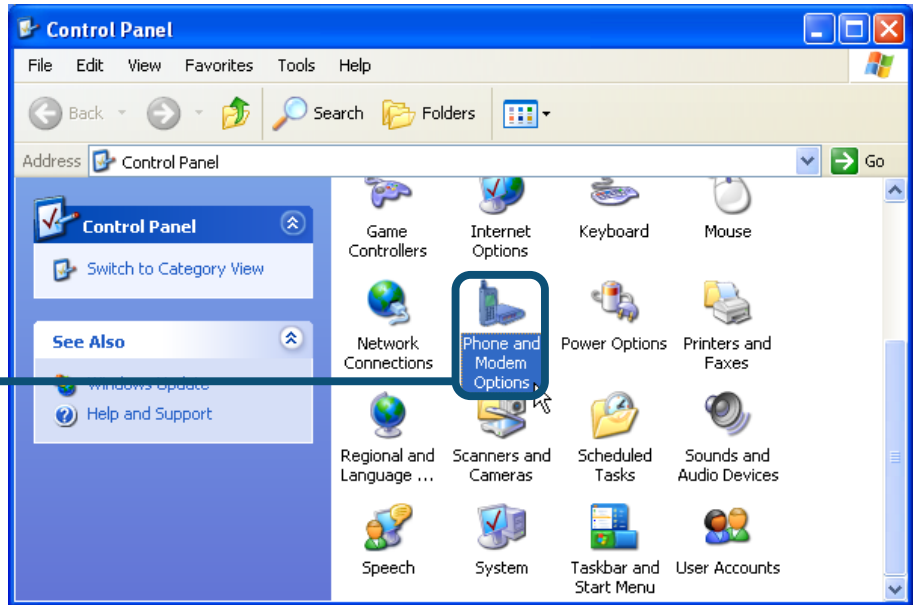 Control Panel
File Edit View Favorites Tools Help
Back Search Folders
Address Control Panel Go
Control Panel
Switch to Category View
See Also
Windows Update
Help and Support
Game
Controllers
Internet
Options
Keyboard
Mouse
Network
Connections
Phone and
Modem
Options
Power Options
Printers and
Faxes
Regional and
Language ...
Scanners and
Cameras
Scheduled
Tasks
Sounds and
Audio Devices
Speech
System
Taskbar and
Start Menu
User Accounts